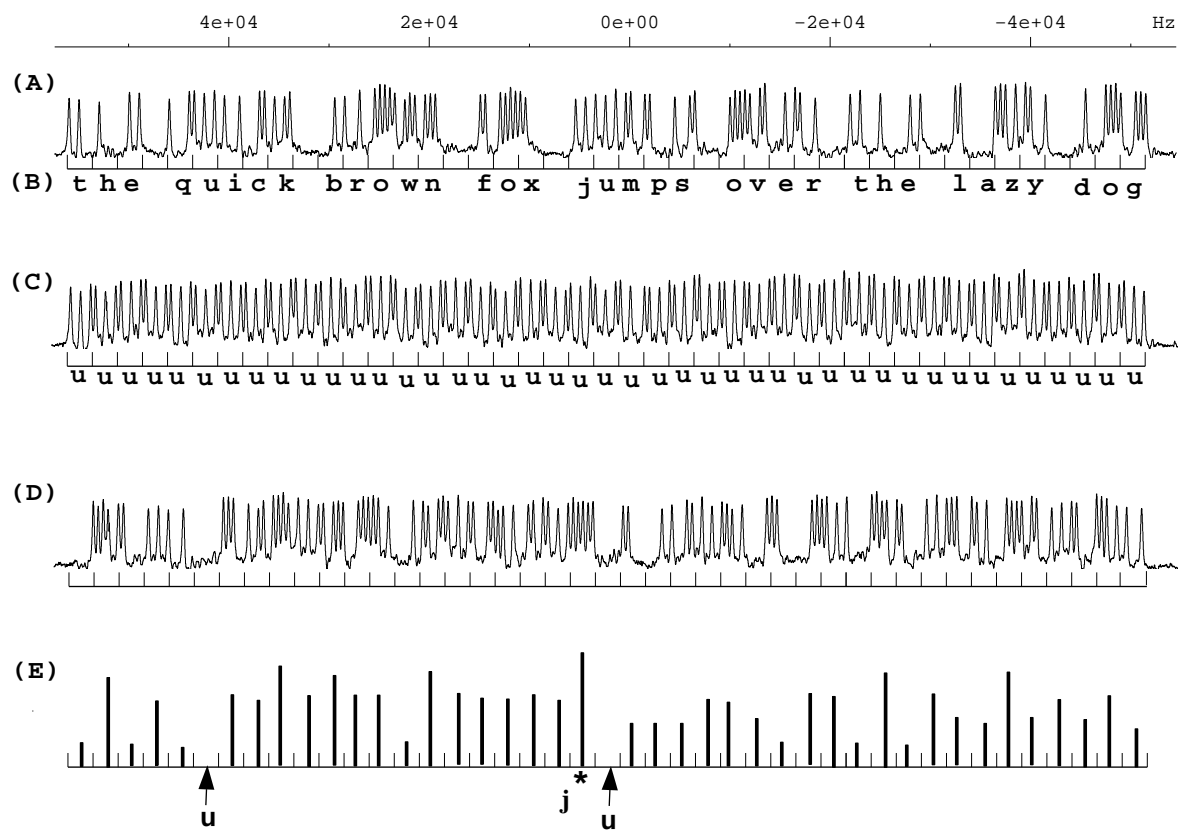 4e+04 2e+04 0e+00 −2e+04 −4e+04 Hz
(A)
(B) the quick brown fox jumps over the lazy dog
(C)
u u u u u u u u u u u u u u u u u u u u u u u u u u u u u u u u u u u u u u u u u u u
(D)
(E)
*
j
u u